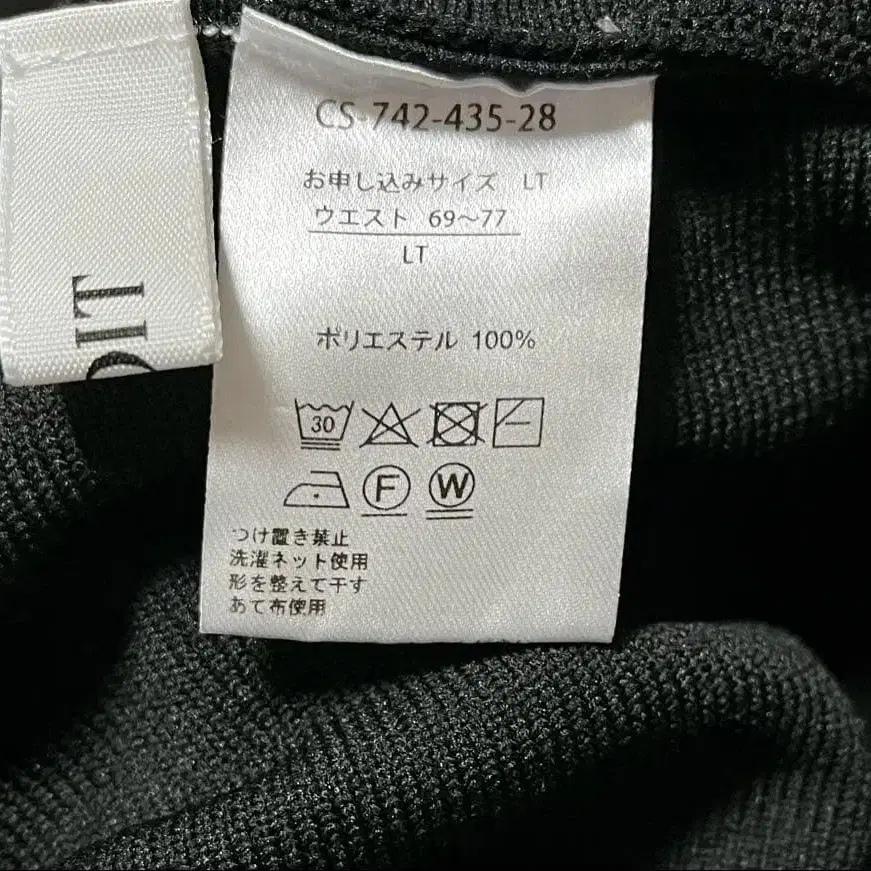 CS-742-435-28
お申し込みサイズ LT
ウエスト 69〜77
LT
ポリエステル 100%
30
F W
つけ置き禁止
洗濯ネット使用
形を整えて干す
あて布使用
OIT